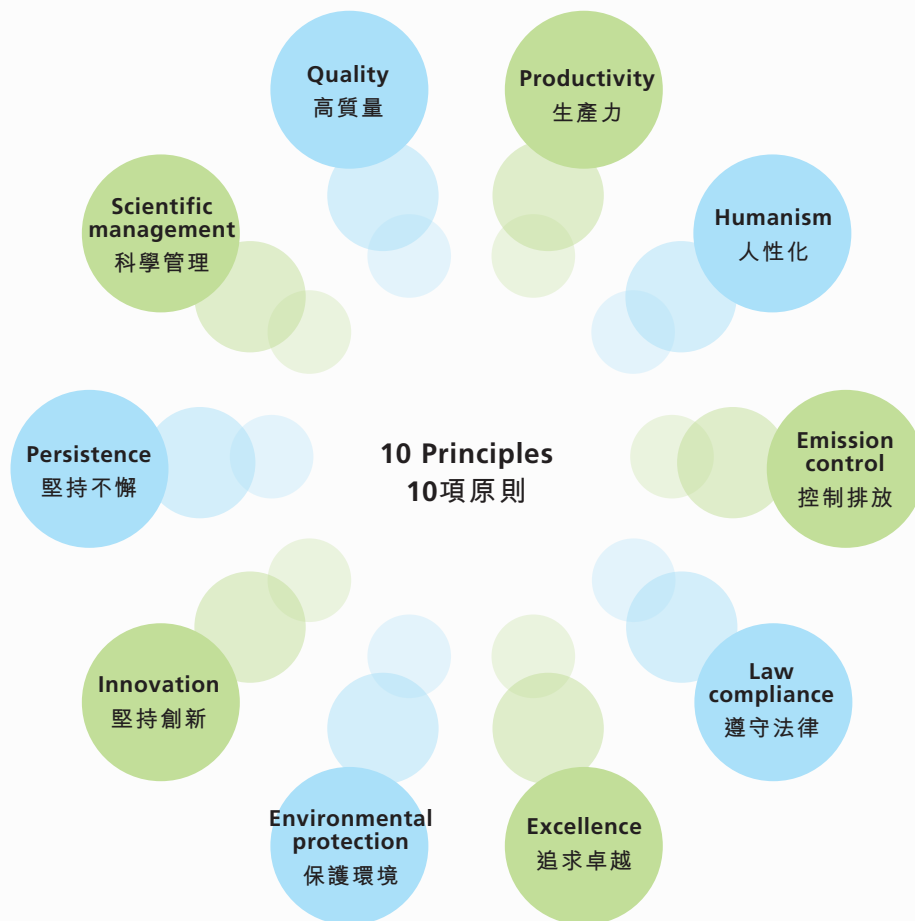 Quality
高質量
Productivity
生產力
Scientific
management
科學管理
Humanism
人性化
Persistence
堅持不懈
10 Principles
10項原則
Emission
control
控制排放
Innovation
堅持創新
Law
compliance
遵守法律
Environmental
protection
保護環境
Excellence
追求卓越